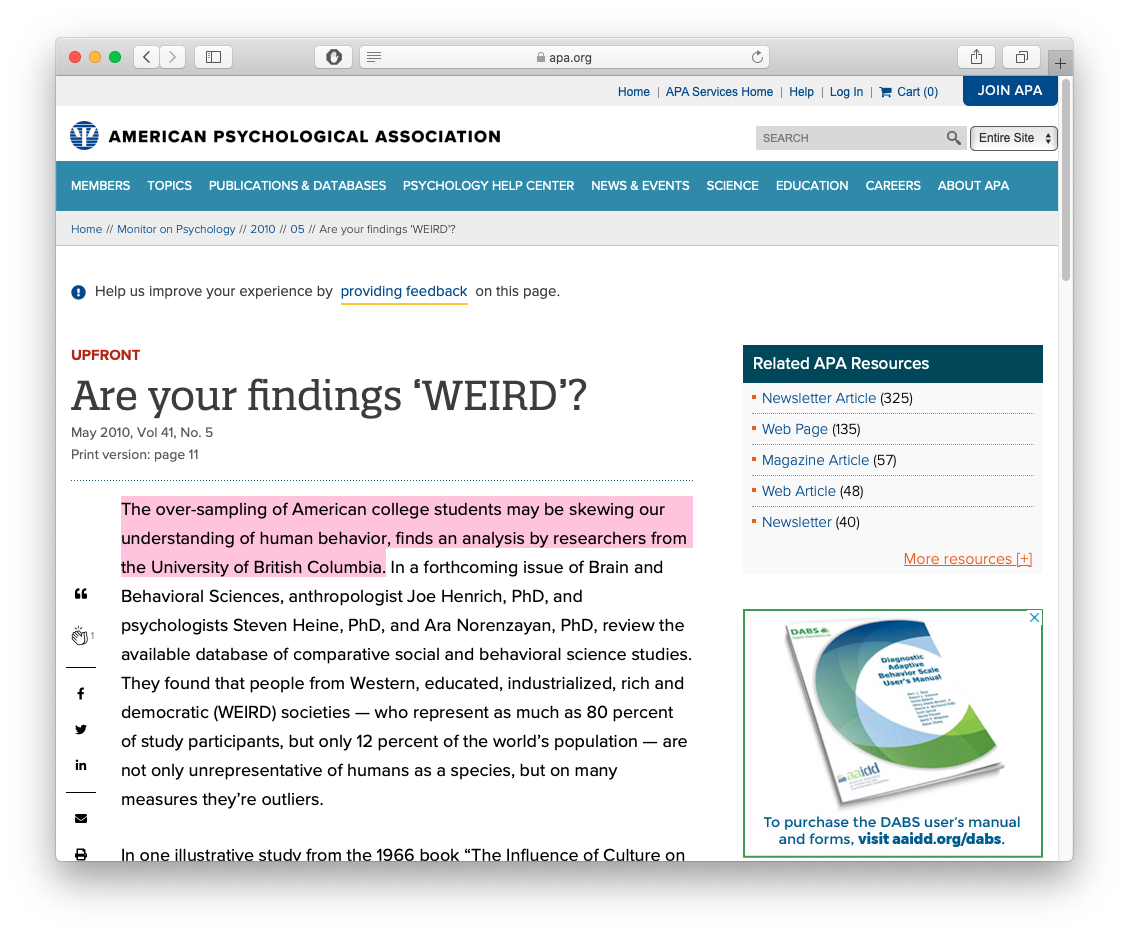 apa.org
Home | APA Services Home | Help | Log In | Cart (0)
JOIN APA
AMERICAN PSYCHOLOGICAL ASSOCIATION
SEARCH
Entire Site
MEMBERS TOPICS PUBLICATIONS & DATABASES PSYCHOLOGY HELP CENTER NEWS & EVENTS SCIENCE EDUCATION CAREERS ABOUT APA
Home // Monitor on Psychology // 2010 // 05 // Are your findings 'WEIRD'?
Help us improve your experience by providing feedback on this page.
UPFRONT
Are your findings ‘WEIRD’?
May 2010, Vol 41, No. 5
Print version: page 11
The over-sampling of American college students may be skewing our
understanding of human behavior, finds an analysis by researchers from
the University of British Columbia. In a forthcoming issue of Brain and
Behavioral Sciences, anthropologist Joe Henrich, PhD, and
psychologists Steven Heine, PhD, and Ara Norenzayan, PhD, review the
available database of comparative social and behavioral science studies.
They found that people from Western, educated, industrialized, rich and
democratic (WEIRD) societies — who represent as much as 80 percent
of study participants, but only 12 percent of the world’s population — are
not only unrepresentative of humans as a species, but on many
measures they’re outliers.
In one illustrative study from the 1966 book “The Influence of Culture on
1
Related APA Resources
Newsletter Article (325)
Web Page (135)
Magazine Article (57)
Web Article (48)
Newsletter (40)
More resources [+]
DABS
Diagnostic
Adaptive
Behavior Scale
User's Manual
aaidd
To purchase the DABS user’s manual
and forms, visit aaidd.org/dabs.